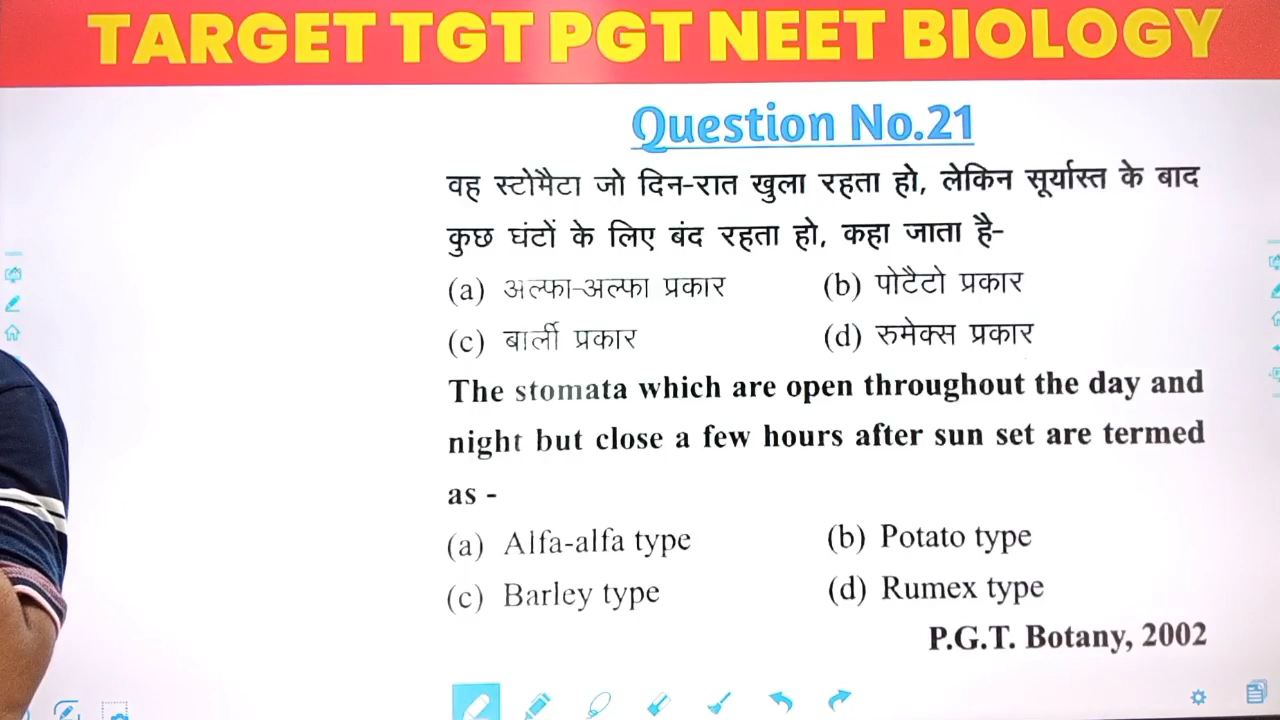 TARGET TGT PGT NEET BIOLOGY
Question No.21
वह स्टोमैटा जो दिन-रात खुला रहता हो, लेकिन सूर्यास्त के बाद
कुछ घंटों के लिए बंद रहता हो, कहा जाता है-
(a) अल्फा-अल्फा प्रकार (b) पोटैटो प्रकार
(c) बार्ली प्रकार (d) रुमेक्स प्रकार
The stomata which are open throughout the day and
night but close a few hours after sun set are termed
as -
(a) Alfa-alfa type (b) Potato type
(c) Barley type (d) Rumex type
P.G.T. Botany, 2002